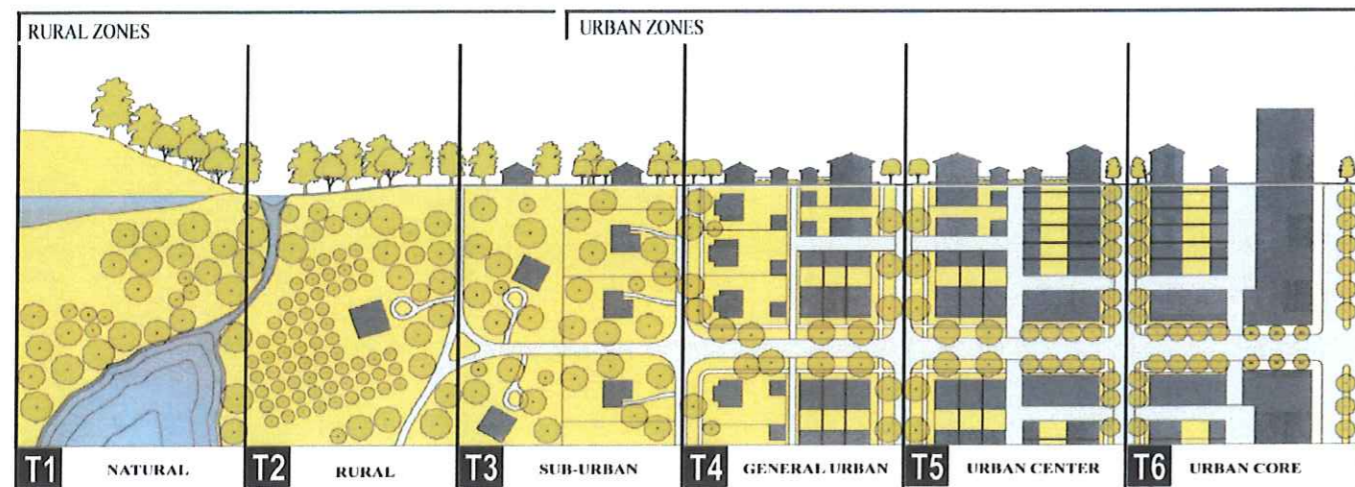 RURAL ZONES
URBAN ZONES
T1 NATURAL
T2 RURAL
T3 SUB-URBAN
T4 GENERAL URBAN
T5 URBAN CENTER
T6 URBAN CORE